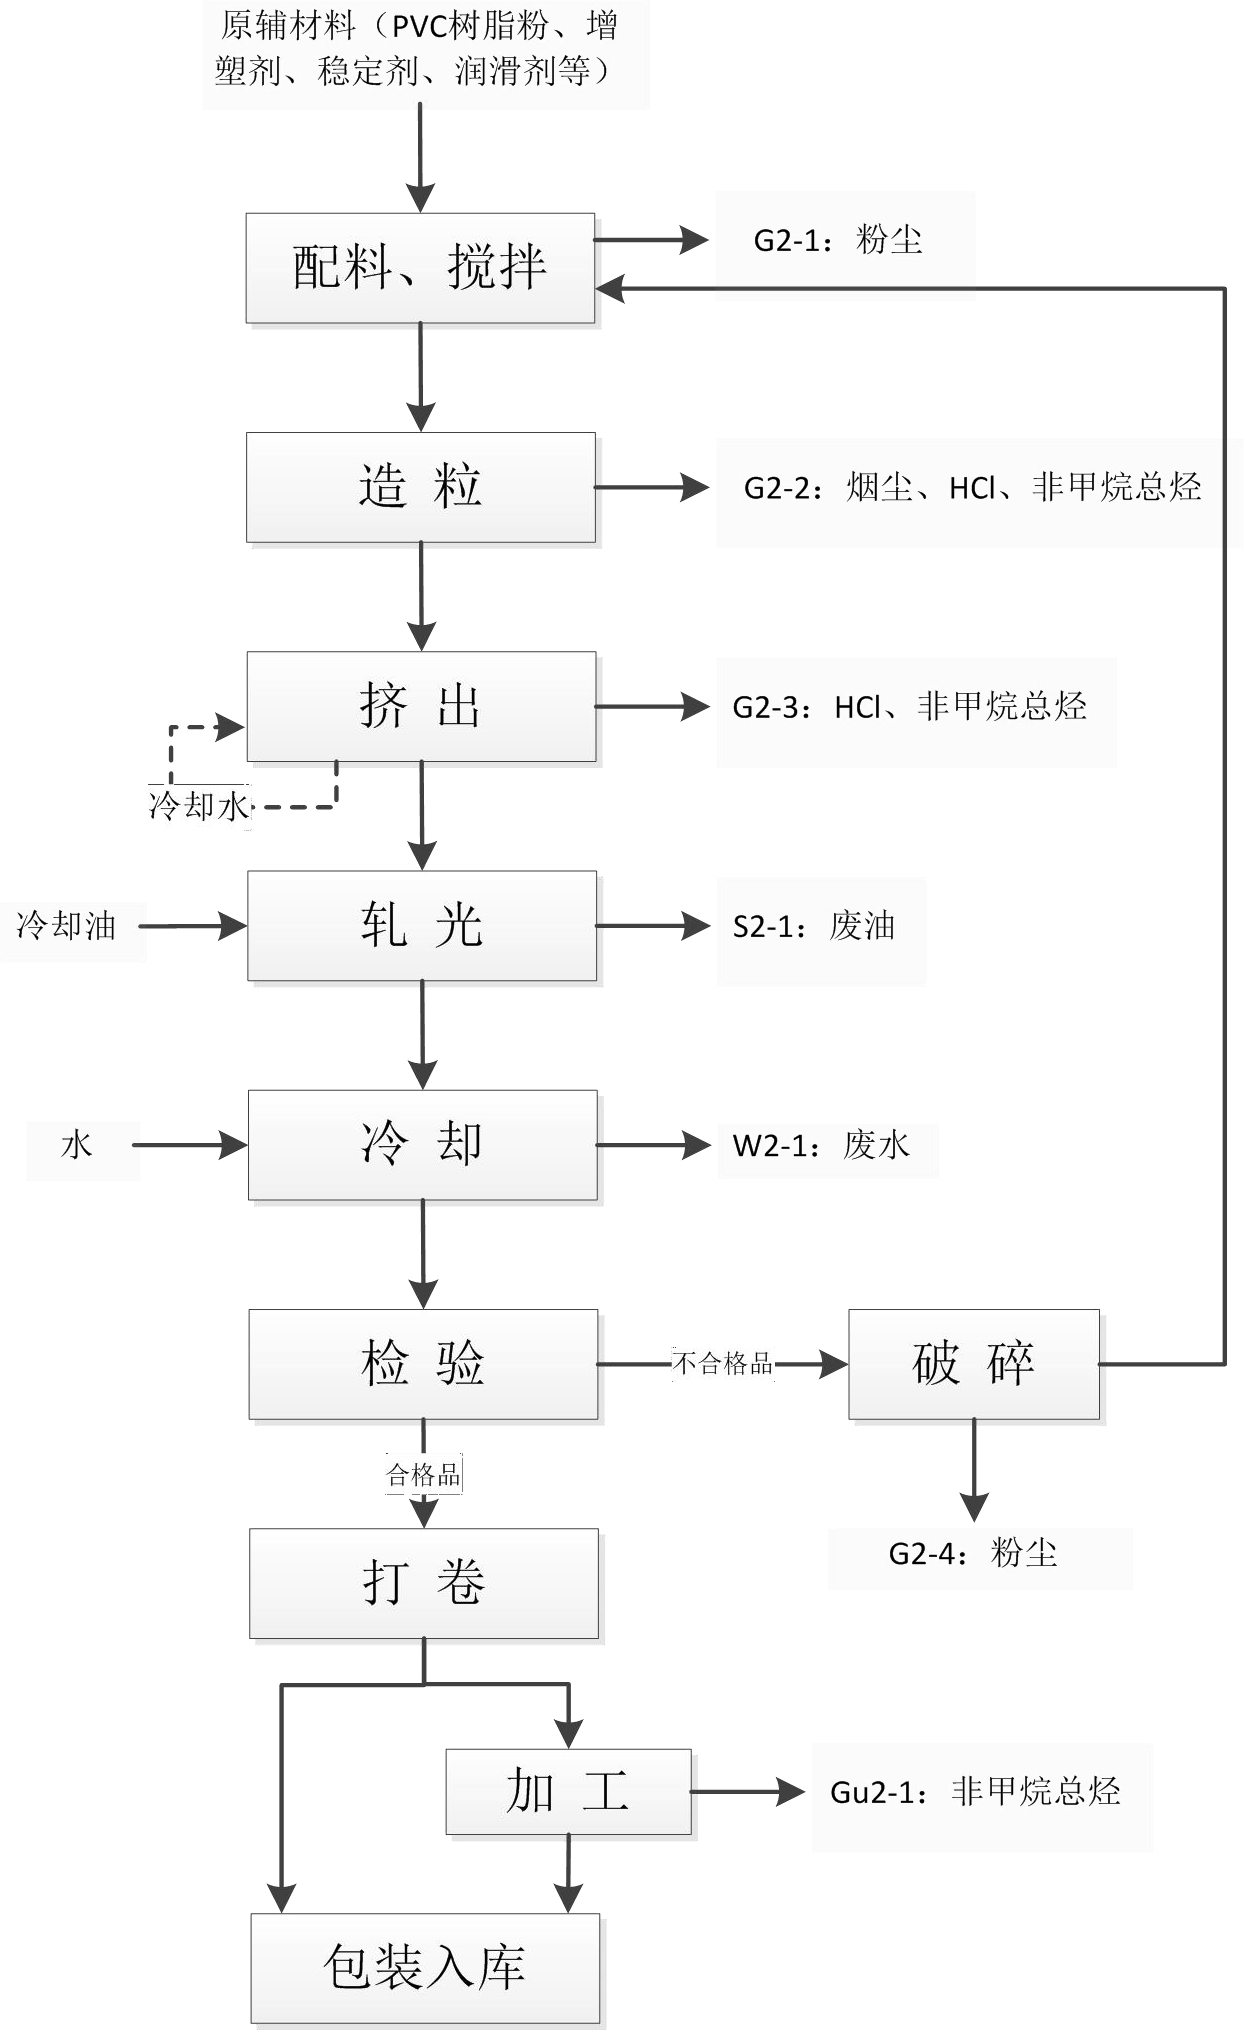 原辅材料（PVC树脂粉、增
塑剂、稳定剂、润滑剂等）
配料、搅拌
G2-1：粉尘
造 粒
G2-2：烟尘、HCl、非甲烷总烃
挤 出
G2-3：HCl、非甲烷总烃
冷却水
冷却油
轧 光
S2-1：废油
水
冷 却
W2-1：废水
检 验
不合格品
破 碎
合格品
G2-4：粉尘
打 卷
加 工
Gu2-1：非甲烷总烃
包装入库